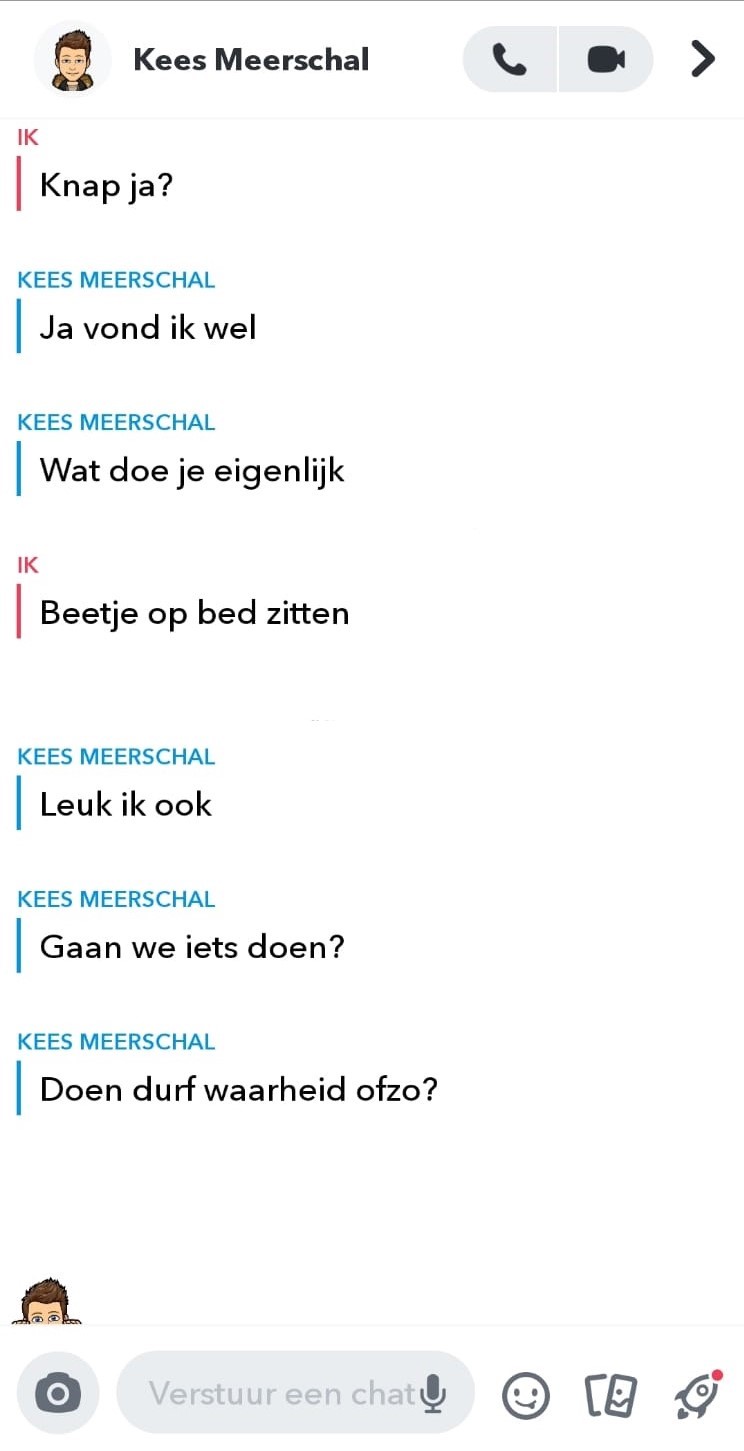 Kees Meerschal
IK
Knap ja?
KEES MEERSCHAL
Ja vond ik wel
KEES MEERSCHAL
Wat doe je eigenlijk
IK
Beetje op bed zitten
KEES MEERSCHAL
Leuk ik ook
KEES MEERSCHAL
Gaan we iets doen?
KEES MEERSCHAL
Doen durf waarheid ofzo?
Verstuur een chat